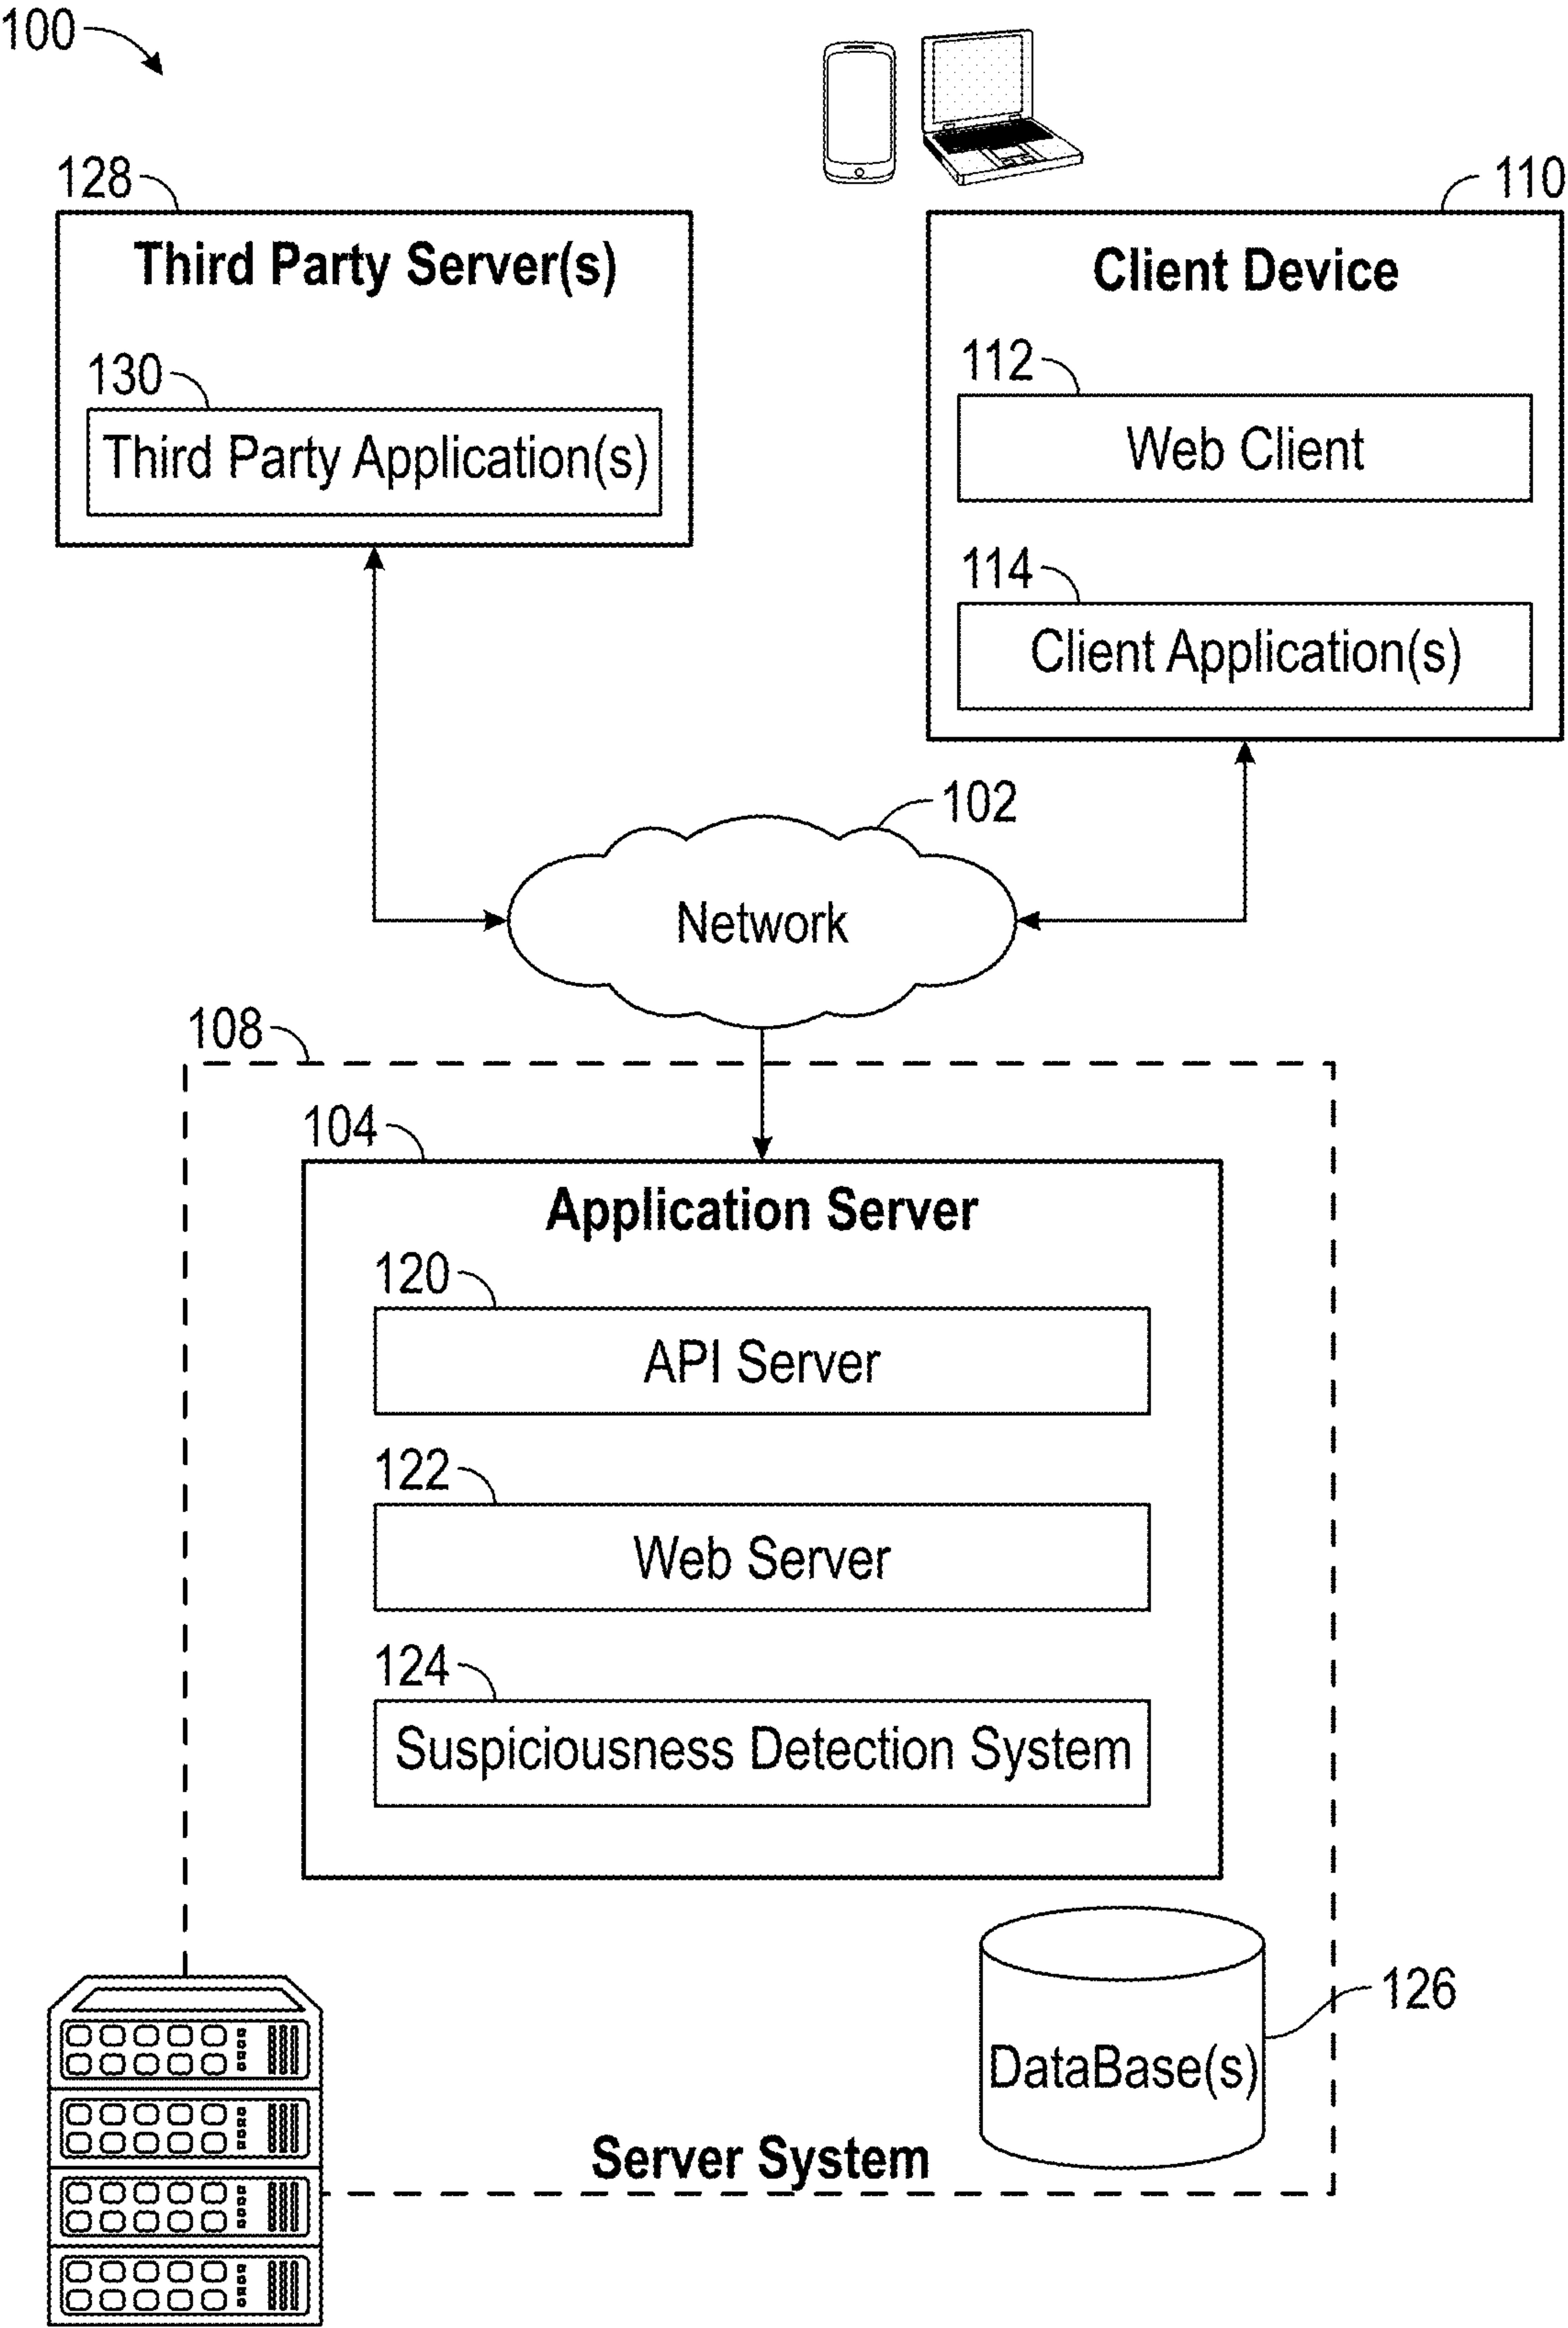 100
128
Third Party Server(s)
130
Third Party Application(s)
110
Client Device
112
Web Client
114
Client Application(s)
102
Network
108
104
Application Server
120
API Server
122
Web Server
124
Suspiciousness Detection System
126
DataBase(s)
Server System